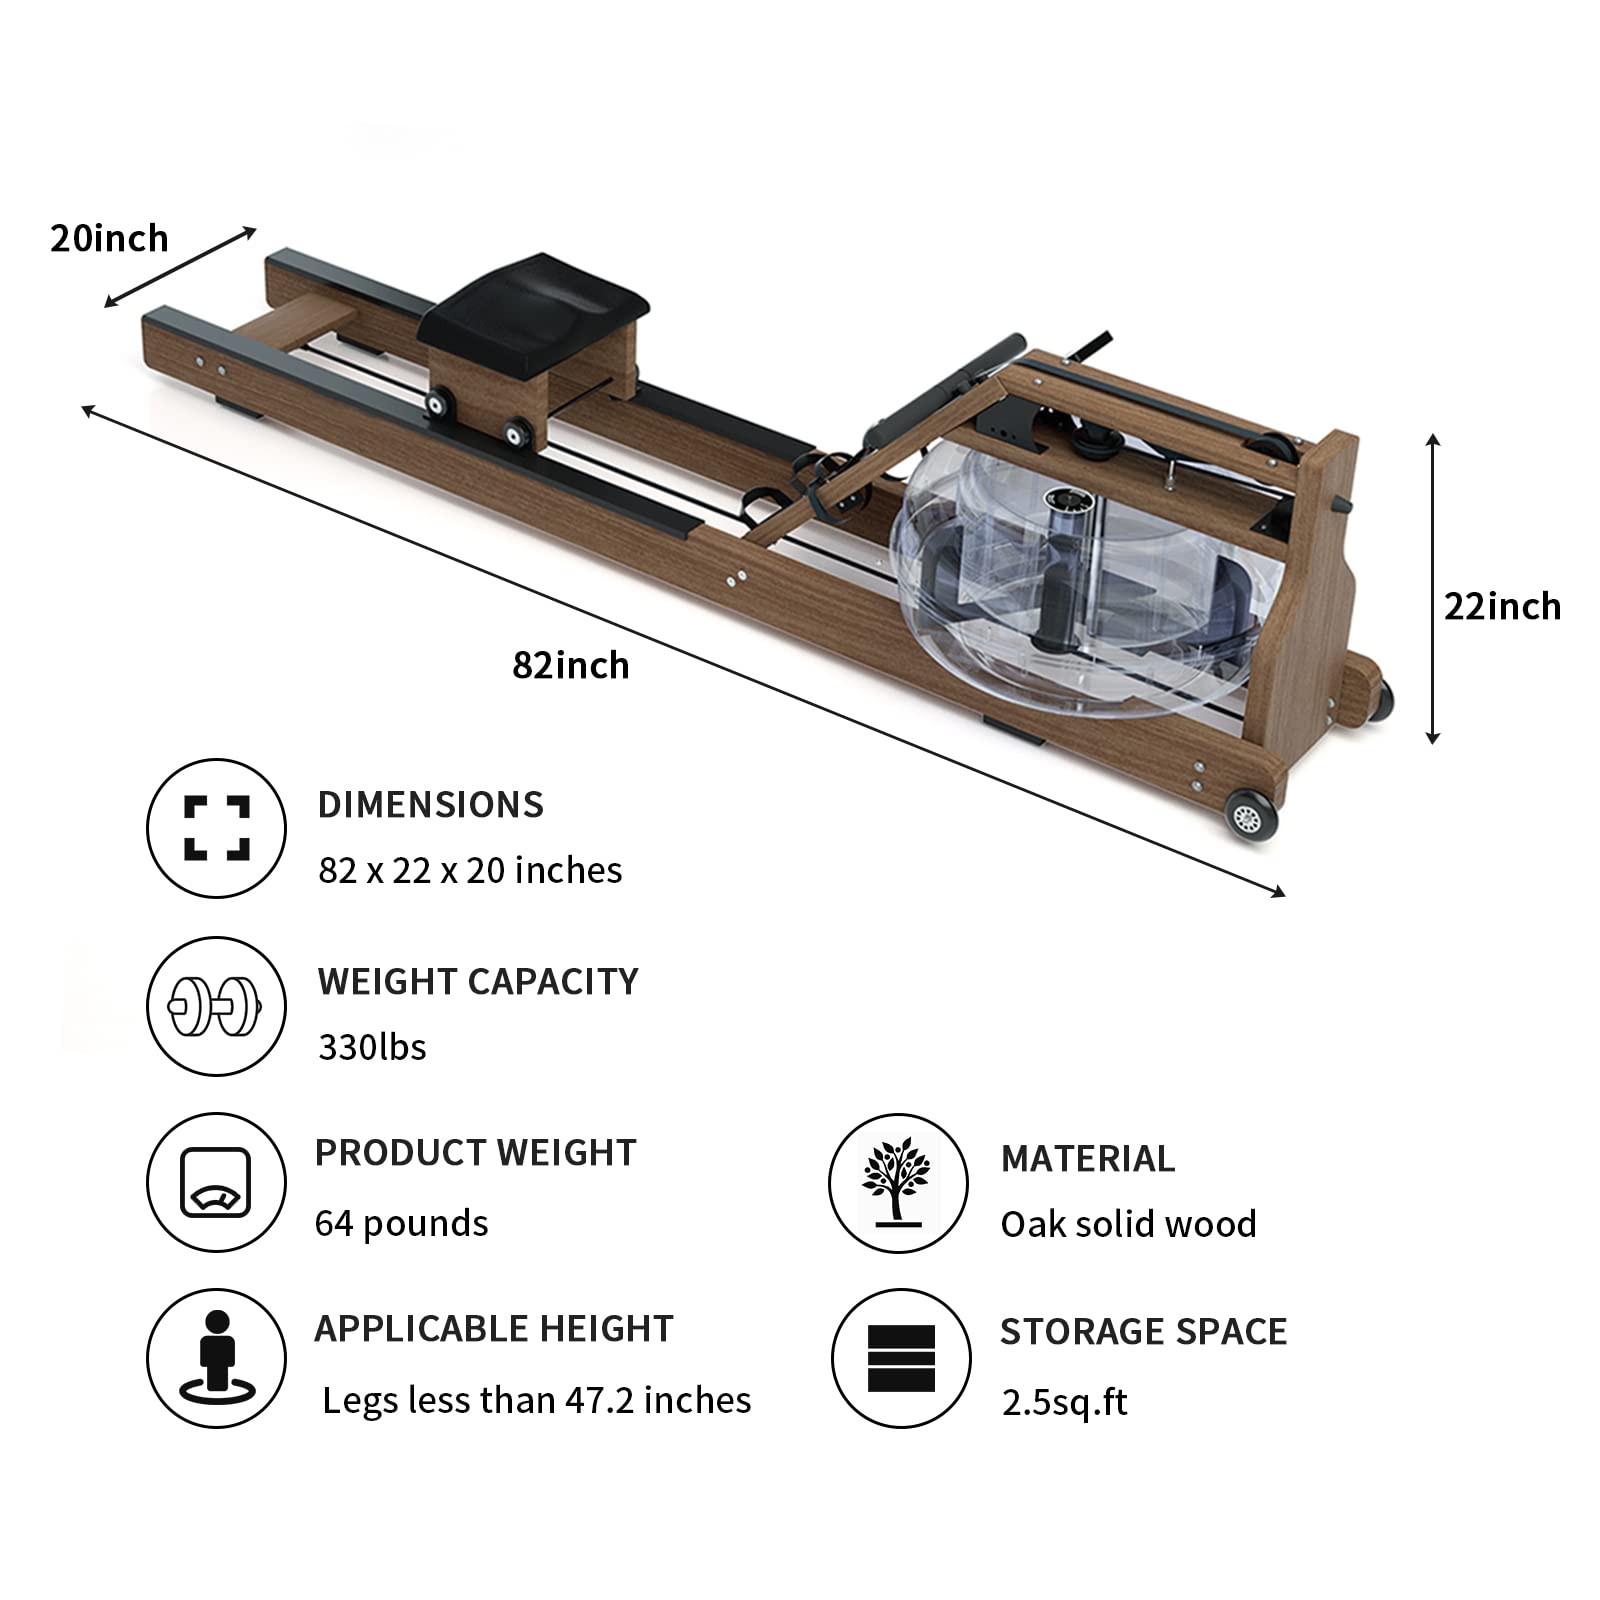 20inch
82inch
22inch
DIMENSIONS
82 x 22 x 20 inches
WEIGHT CAPACITY
330lbs
PRODUCT WEIGHT
64 pounds
MATERIAL
Oak solid wood
APPLICABLE HEIGHT
Legs less than 47.2 inches
STORAGE SPACE
2.5sq.ft